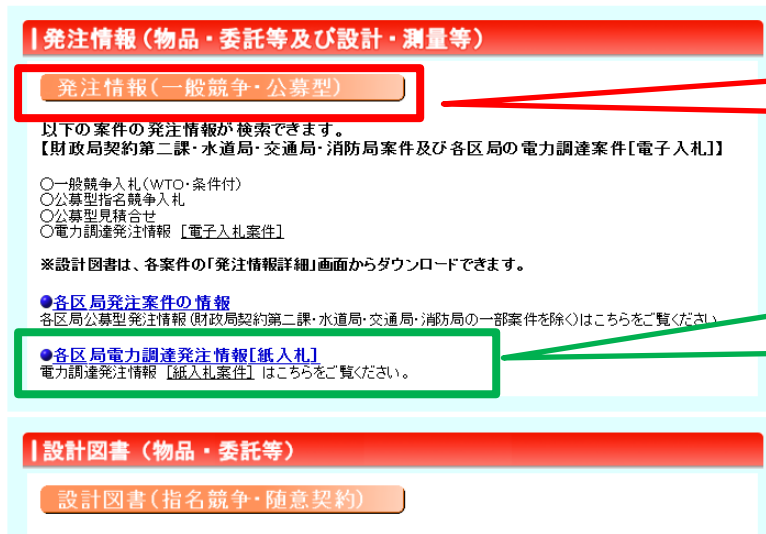 発注情報（物品・委託等及び設計・測量等）
発注情報(一般競争・公募型)
以下の案件の発注情報が検索できます。
【財政局契約第二課・水道局・交通局・消防局案件及び各区局の電力調達案件[電子入札]】
○一般競争入札(WTO・条件付)
○公募型指名競争入札
○公募型見積合せ
○電力調達発注情報 [電子入札案件]
※設計図書は、各案件の「発注情報詳細」画面からダウンロードできます。
●各区局発注案件の情報
各区局公募型発注情報(財政局契約第二課・水道局・交通局・消防局の一部案件を除く)はこちらをご覧ください
●各区局電力調達発注情報[紙入札]
電力調達発注情報 [紙入札案件] はこちらをご覧ください。
設計図書（物品・委託等）
設計図書(指名競争・随意契約)